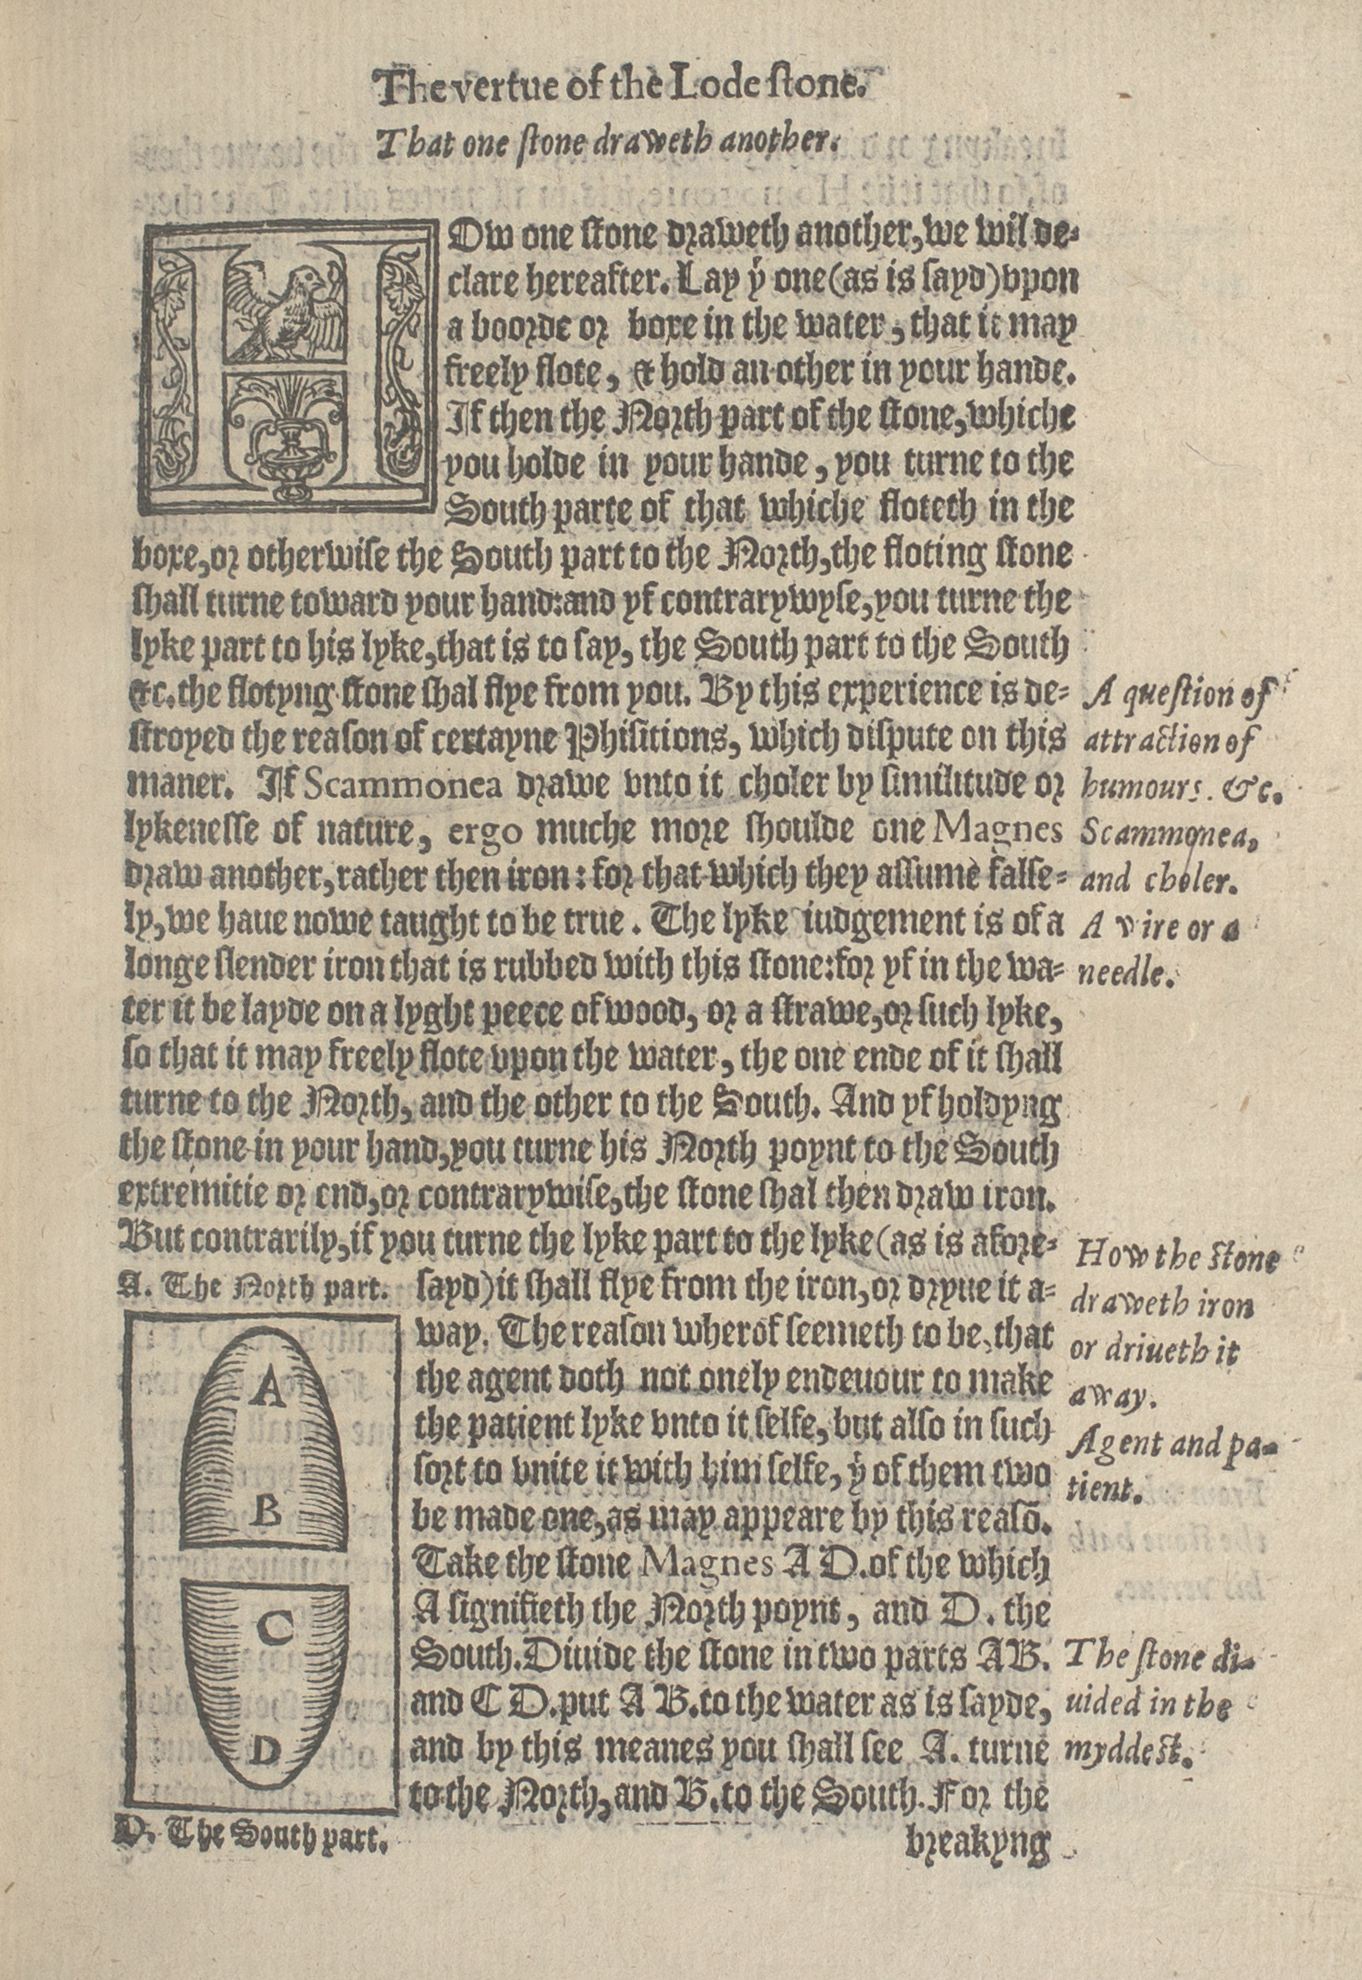 The vertue of the Lode ſtone.
That one ſtone draweth another.
HOw one ſtone draweth another, we wil de-
clare hereafter. Lay yͤ one (as is ſayd) vpon
a boorde or boxe in the water, that it may
freely flote, & hold an other in your hande.
If then the North part of the ſtone, whiche
you holde in your hande, you turne to the
South parte of that whiche floteth in the
boxe, or otherwiſe the South part to the North, the floting ſtone
ſhall turne toward your hand: and yf contrarywyſe, you turne the
lyke part to his lyke, that is to ſay, the South part to the South
&c. the flotyng ſtone ſhal flye from you. By this experience is de-
ſtroyed the reaſon of certayne Phiſitions, which diſpute on this
maner. If Scammonea drawe vnto it choler by ſimilitude or
lykeneſſe of nature, ergo muche more ſhoulde one Magnes
draw another, rather then iron: for that which they aſſume falſe-
ly, we haue nowe taught to be true. The lyke iudgement is of a
longe ſlender iron that is rubbed with this ſtone: for yf in the wa-
ter it be layde on a lyght peece of wood, or a ſtrawe, or ſuch lyke,
ſo that it may freely flote vpon the water, the one ende of it ſhall
turne to the North, and the other to the South. And yf holdyng
the ſtone in your hand, you turne his North poynt to the South
extremitie or end, or contrarywiſe, the ſtone ſhal then draw iron.
But contrarily, if you turne the lyke part to the lyke (as is afore-
ſayd) it ſhall flye from the iron, or dryue it a-
way. The reaſon wherof ſeemeth to be, that
the agent doth not onely endeuour to make
the patient lyke vnto it ſelfe, but alſo in ſuch
ſort to vnite it with him ſelfe, yͭ of them two
be made one, as may appeare by this reaſō.
Take the ſtone Magnes A D. of the which
A ſignifieth the North poynt, and D. the
South. Diuide the ſtone in two parts A B.
and C D. put A B. to the water as is ſayde,
and by this meanes you ſhall ſee A. turne
to the North, and B. to the South. For the
breakyng
A. The North part.
A
B
C
D
D. The South part.
A queſtion of
attraction of
humours. &c.
Scammonea,
and choler.
A vire or a
needle.
How the ſtone
draweth iron
or driueth it
away.
Agent and pa-
tient.
The ſtone di-
uided in the
myddeſt.